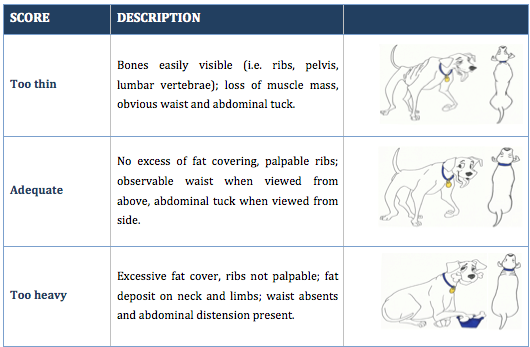 SCORE DESCRIPTION
Too thin
Bones easily visible (i.e. ribs, pelvis,
lumbar vertebrae); loss of muscle mass,
obvious waist and abdominal tuck.
Adequate
No excess of fat covering, palpable ribs;
observable waist when viewed from
above, abdominal tuck when viewed from
side.
Too heavy
Excessive fat cover, ribs not palpable; fat
deposit on neck and limbs; waist absents
and abdominal distension present.